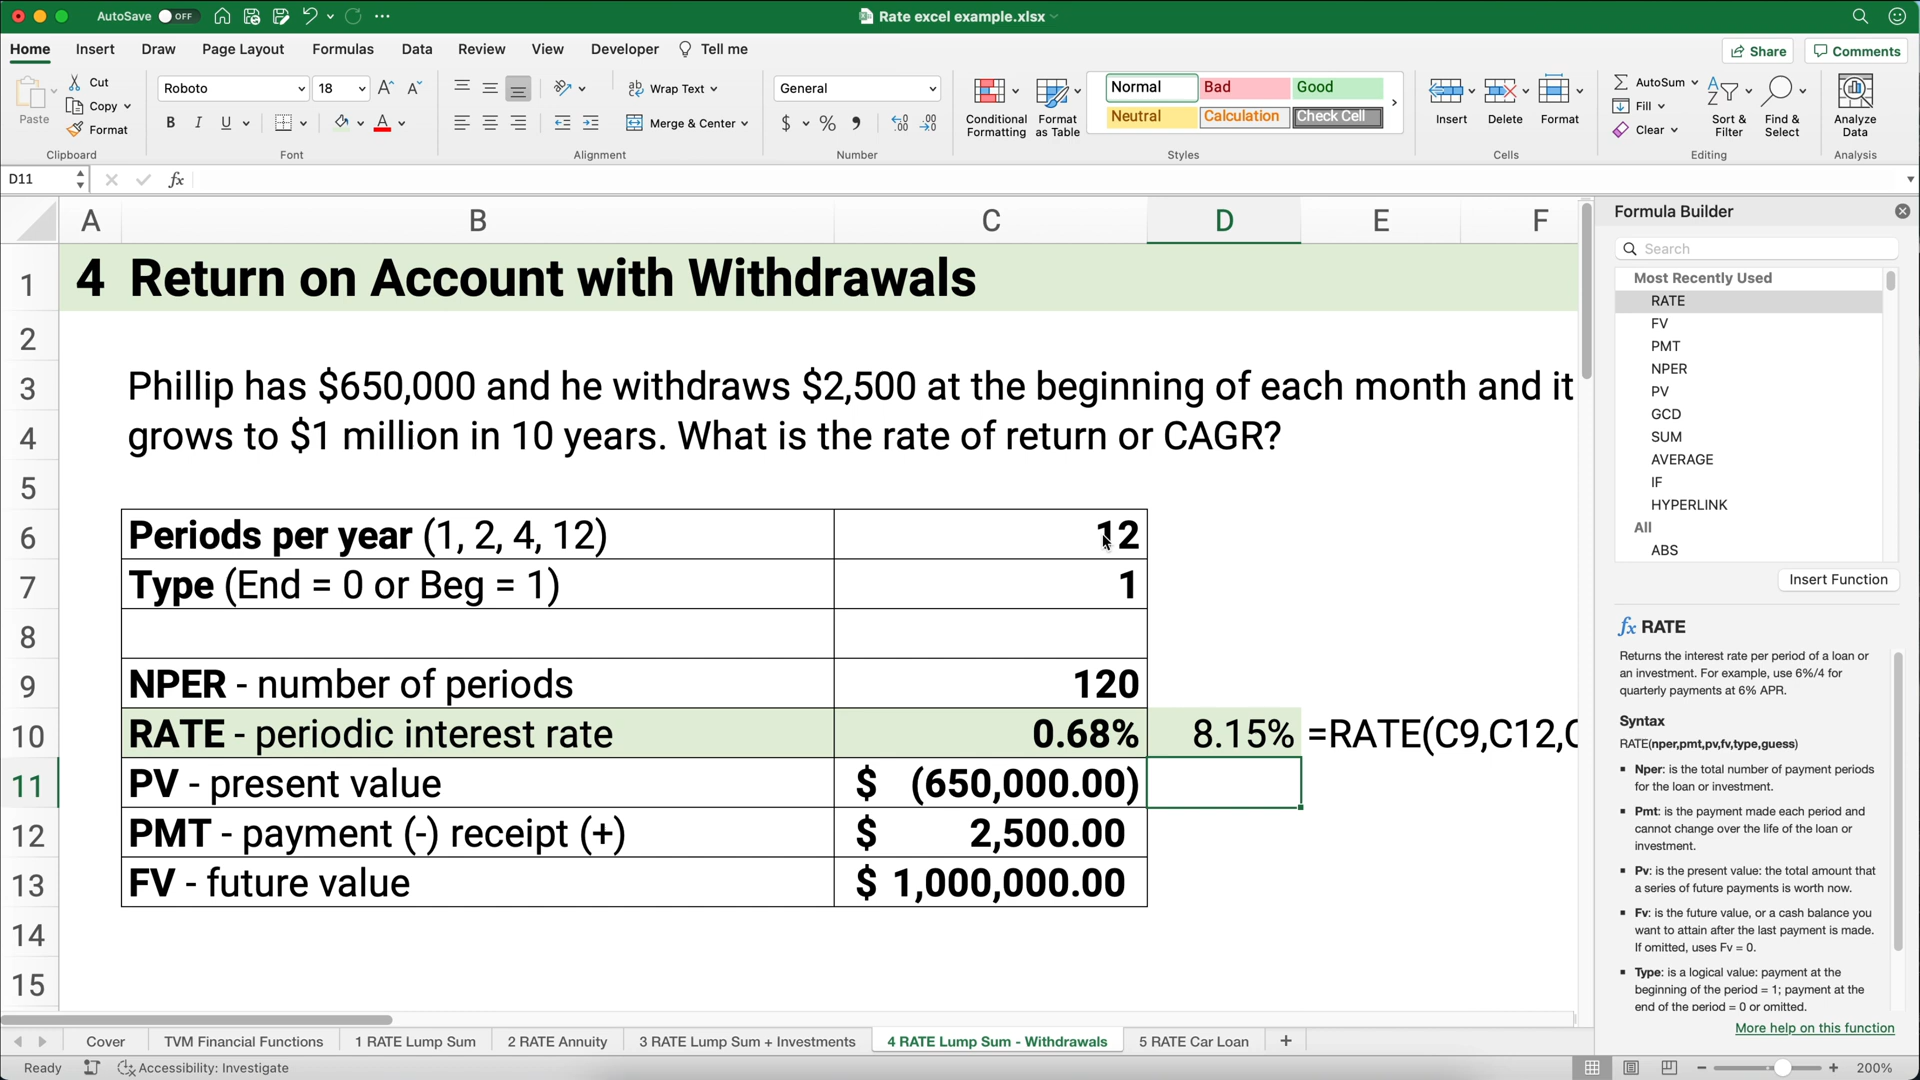 AutoSave OFF
Rate excel example.xlsx
Home Insert Draw Page Layout Formulas Data Review View Developer Tell me
Share Comments
Paste
Cut
Copy
Format
Clipboard
Roboto 18
B I U
Font
Wrap Text
Merge & Center
Alignment
General
$ %
Number
Conditional Formatting
Format as Table
Normal Bad Good
Neutral Calculation Check Cell
Styles
Insert Delete Format
Cells
AutoSum
Fill
Clear
Sort & Filter
Find & Select
Editing
Analyze Data
Analysis
D11
fx
A B C D E F
1 4 Return on Account with Withdrawals
2
3 Phillip has $650,000 and he withdraws $2,500 at the beginning of each month and it
4 grows to $1 million in 10 years. What is the rate of return or CAGR?
5
6 Periods per year (1, 2, 4, 12) 12
7 Type (End = 0 or Beg = 1) 1
8
9 NPER - number of periods 120
10 RATE - periodic interest rate 0.68% 8.15% =RATE(C9,C12,C
11 PV - present value $ (650,000.00)
12 PMT - payment (-) receipt (+) $ 2,500.00
13 FV - future value $ 1,000,000.00
14
15
Formula Builder
Search
Most Recently Used
RATE
FV
PMT
NPER
PV
GCD
SUM
AVERAGE
IF
HYPERLINK
All
ABS
Insert Function
fx RATE
Returns the interest rate per period of a loan or
an investment. For example, use 6%/4 for
quarterly payments at 6% APR.
Syntax
RATE(nper,pmt,pv,fv,type,guess)
▪ Nper: is the total number of payment periods
for the loan or investment.
▪ Pmt: is the payment made each period and
cannot change over the life of the loan or
investment.
▪ Pv: is the present value: the total amount that
a series of future payments is worth now.
▪ Fv: is the future value, or a cash balance you
want to attain after the last payment is made.
If omitted, uses Fv = 0.
▪ Type: is a logical value: payment at the
beginning of the period = 1; payment at the
end of the period = 0 or omitted.
More help on this function
Cover TVM Financial Functions 1 RATE Lump Sum 2 RATE Annuity 3 RATE Lump Sum + Investments 4 RATE Lump Sum - Withdrawals 5 RATE Car Loan +
Ready Accessibility: Investigate
200%